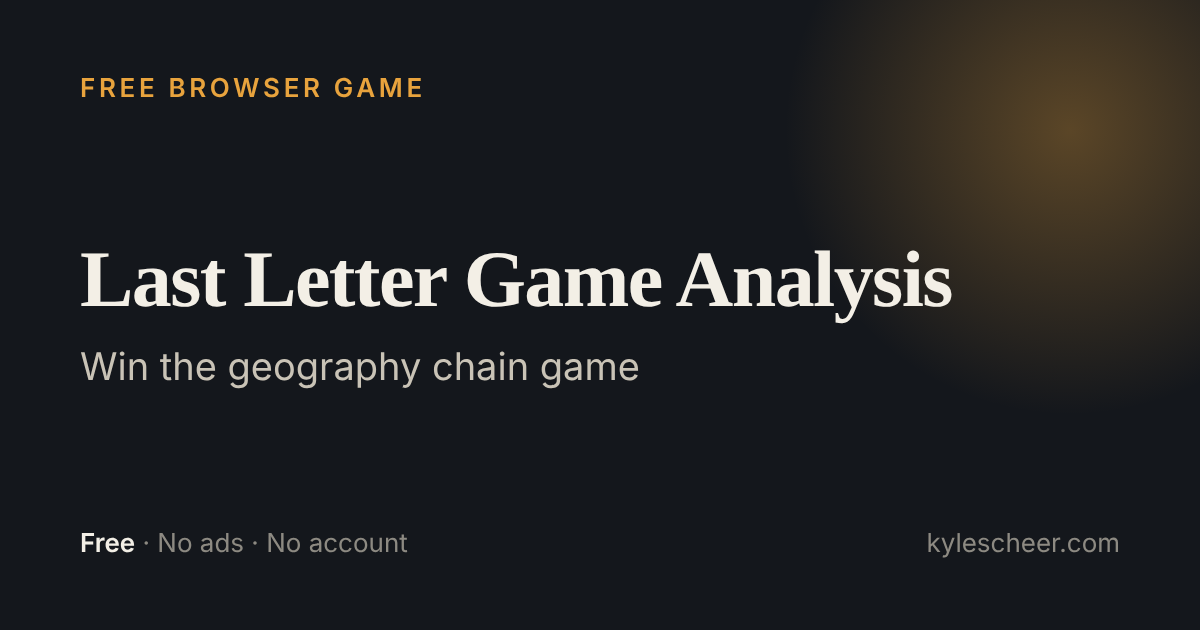 FREE BROWSER GAME
Last Letter Game Analysis
Win the geography chain game
Free · No ads · No account
kylescheer.com